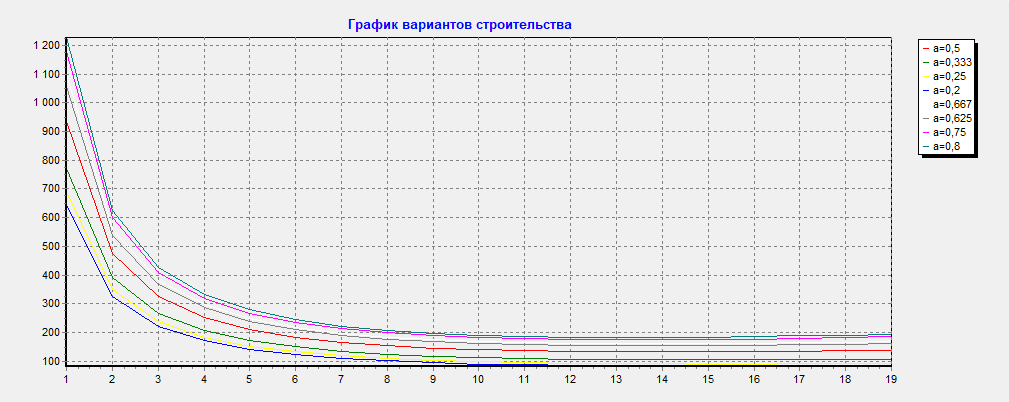 График вариантов строительства
1 200
1 100
1 000
900
800
700
600
500
400
300
200
100
1 2 3 4 5 6 7 8 9 10 11 12 13 14 15 16 17 18 19
a=0,5
a=0,333
a=0,25
a=0,2
a=0,667
a=0,625
a=0,75
a=0,8